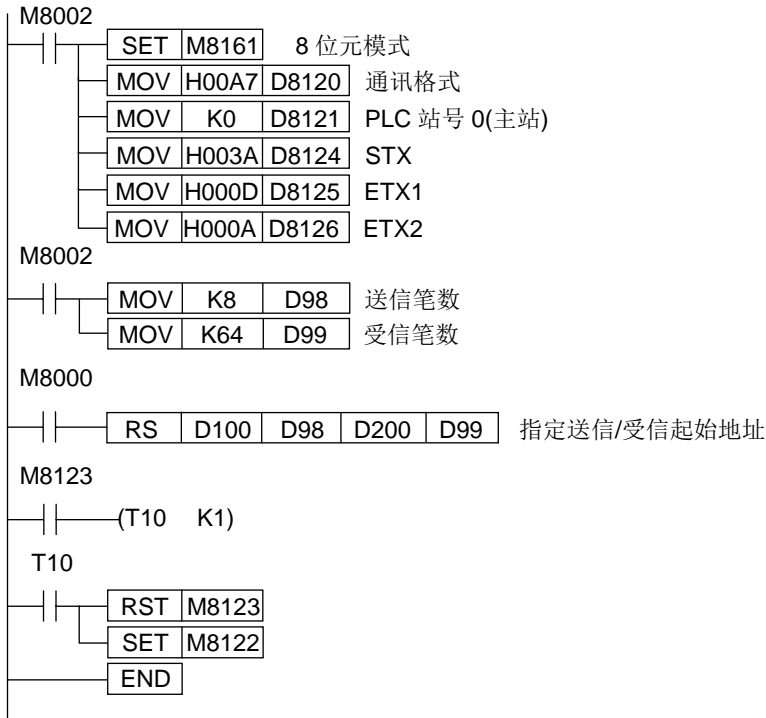 M8002
SET M8161 8 位元模式
MOV H00A7 D8120 通讯格式
MOV K0 D8121 PLC 站号 0(主站)
MOV H003A D8124 STX
MOV H000D D8125 ETX1
MOV H000A D8126 ETX2
M8002
MOV K8 D98 送信笔数
MOV K64 D99 受信笔数
M8000
RS D100 D98 D200 D99 指定送信/受信起始地址
M8123
(T10 K1)
T10
RST M8123
SET M8122
END